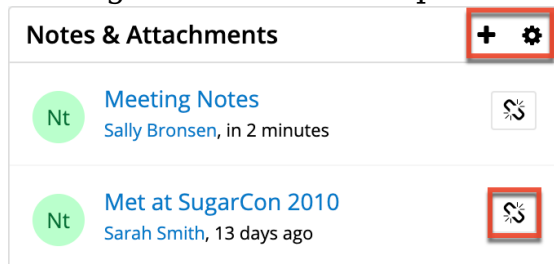 Notes & Attachments
Nt
Meeting Notes
Sally Bronsen, in 2 minutes
Nt
Met at SugarCon 2010
Sarah Smith, 13 days ago